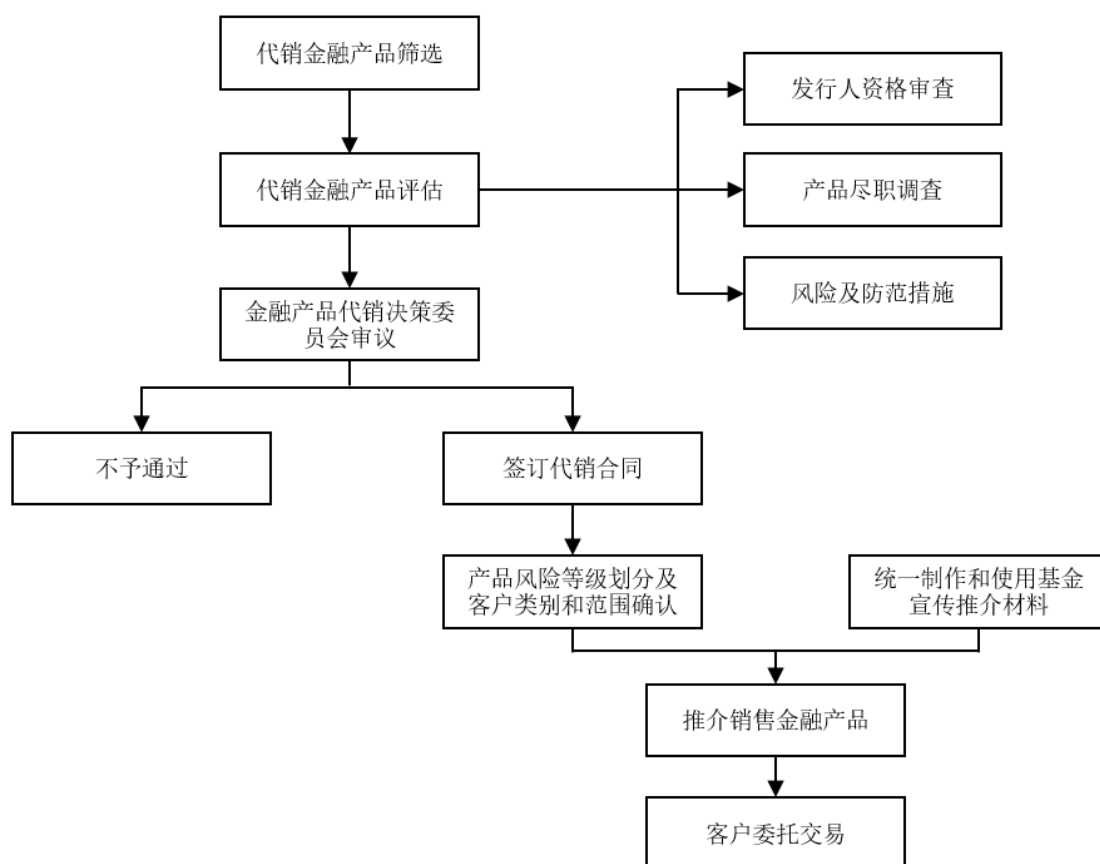 代销金融产品筛选
发行人资格审查
代销金融产品评估
产品尽职调查
风险及防范措施
金融产品代销决策委
员会审议
不予通过
签订代销合同
产品风险等级划分及
客户类别和范围确认
统一制作和使用基金
宣传推介材料
推介销售金融产品
客户委托交易